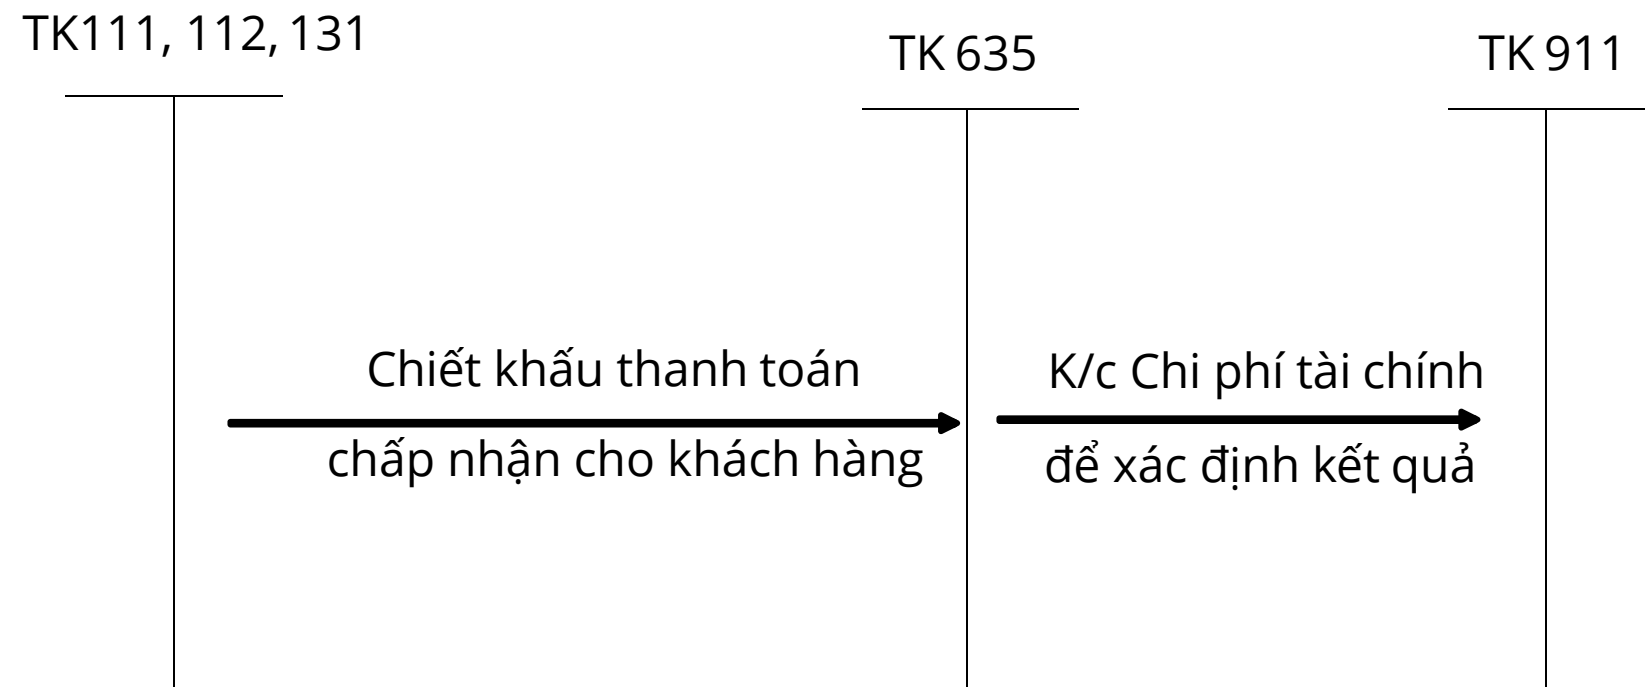 TK111, 112, 131
TK 635
TK 911
Chiết khấu thanh toán
chấp nhận cho khách hàng
K/c Chi phí tài chính
để xác định kết quả